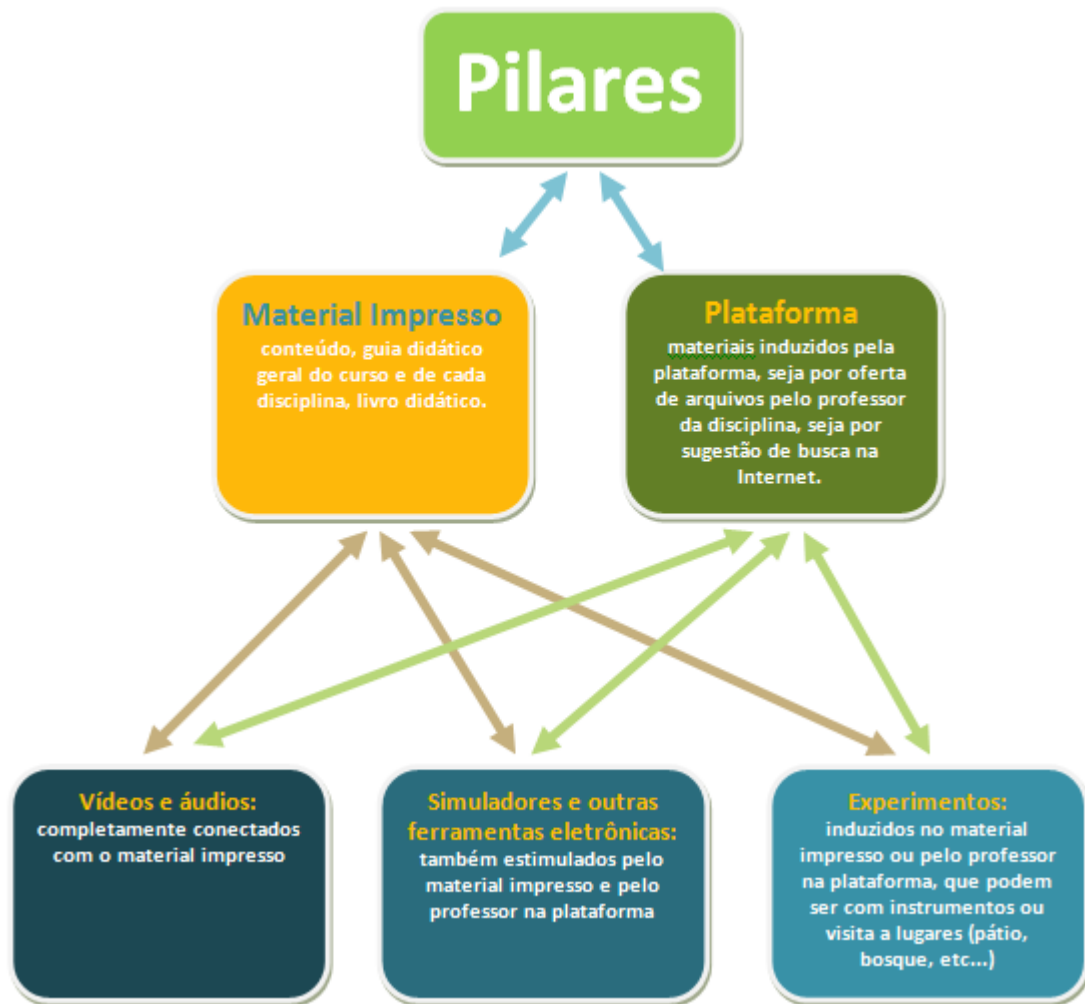 Pilares
Material Impresso
conteúdo, guia didático
geral do curso e de cada
disciplina, livro didático.
Plataforma
materiais induzidos pela
plataforma, seja por oferta
de arquivos pelo professor
da disciplina, seja por
sugestão de busca na
Internet.
Vídeos e áudios:
completamente conectados
com o material impresso
Simuladores e outras
ferramentas eletrônicas:
também estimulados pelo
material impresso e pelo
professor na plataforma
Experimentos:
induzidos no material
impresso ou pelo professor
na plataforma, que podem
ser com instrumentos ou
visita a lugares (pátio,
bosque, etc...)